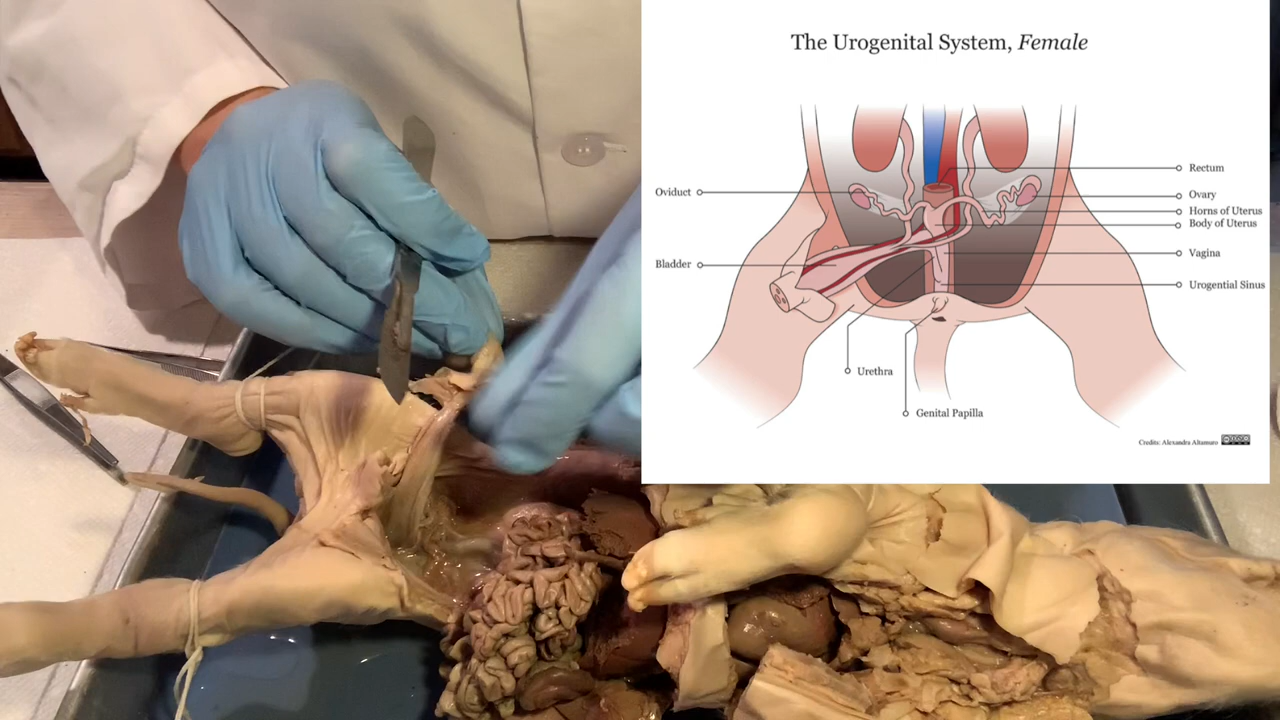 The Urogenital System, Female
Rectum
Oviduct
Ovary
Horns of Uterus
Body of Uterus
Vagina
Bladder
Urogential Sinus
Urethra
Genital Papilla
Credits: Alexandra Altamuro